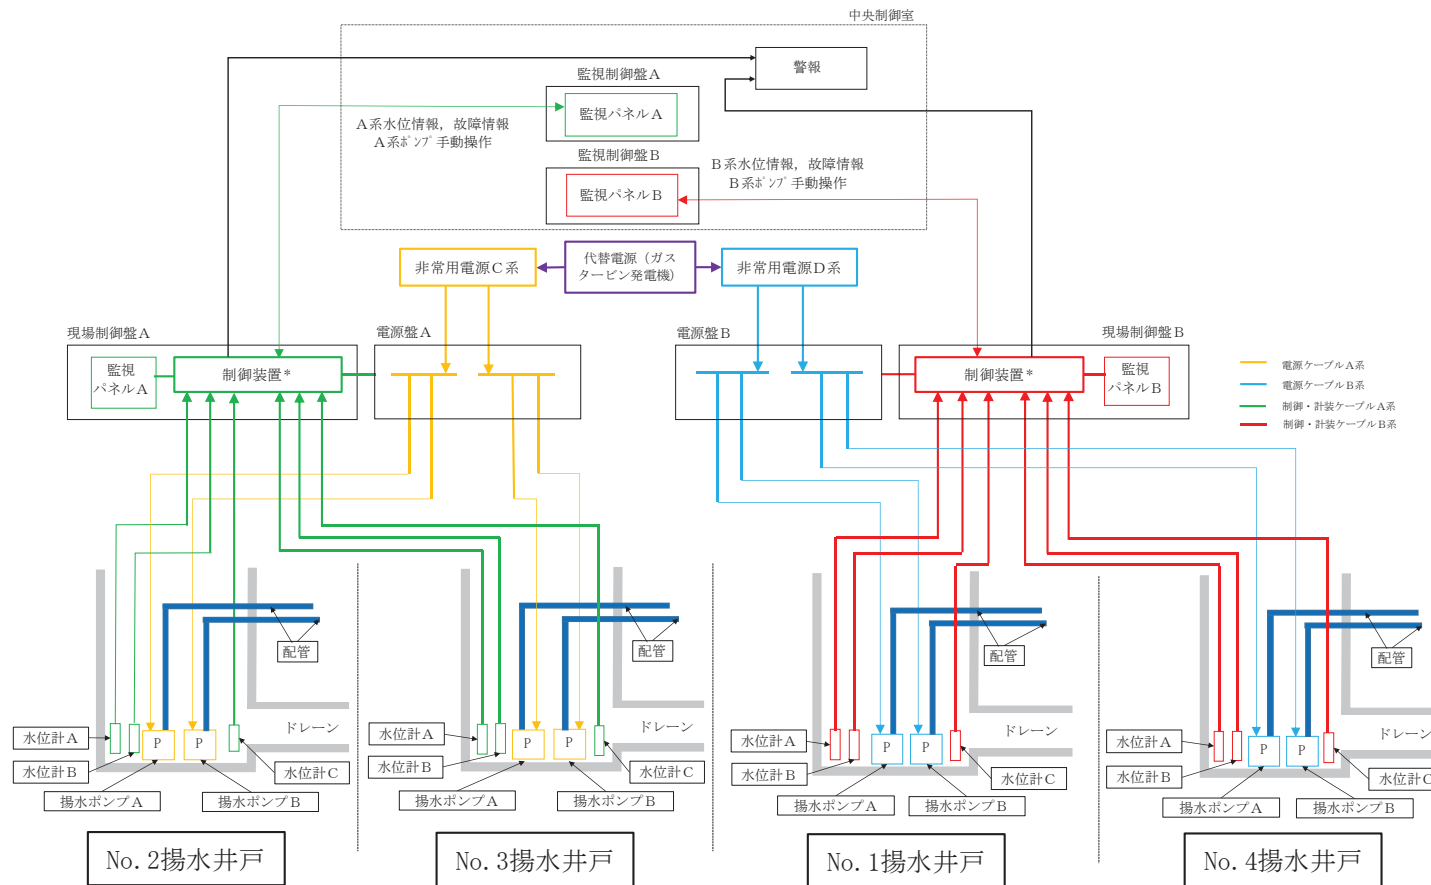 中央制御室
警報
監視制御盤A
監視パネルA
A系水位情報，故障情報
A系ﾎﾟﾝﾌﾟ手動操作
監視制御盤B
監視パネルB
B系水位情報，故障情報
B系ﾎﾟﾝﾌﾟ手動操作
非常用電源C系
代替電源（ガス
タービン発電機）
非常用電源D系
現場制御盤A
監視
パネルA
制御装置*
電源盤A
電源盤B
現場制御盤B
制御装置*
監視
パネルB
電源ケーブルA系
電源ケーブルB系
制御・計装ケーブルA系
制御・計装ケーブルB系
配管
ドレーン
水位計A
水位計B
P
P
水位計C
揚水ポンプA
揚水ポンプB
No.2揚水井戸
配管
ドレーン
水位計A
水位計B
P
P
水位計C
揚水ポンプA
揚水ポンプB
No.3揚水井戸
配管
ドレーン
水位計A
水位計B
P
P
水位計C
揚水ポンプA
揚水ポンプB
No.1揚水井戸
配管
ドレーン
水位計A
水位計B
P
P
水位計C
揚水ポンプA
揚水ポンプB
No.4揚水井戸